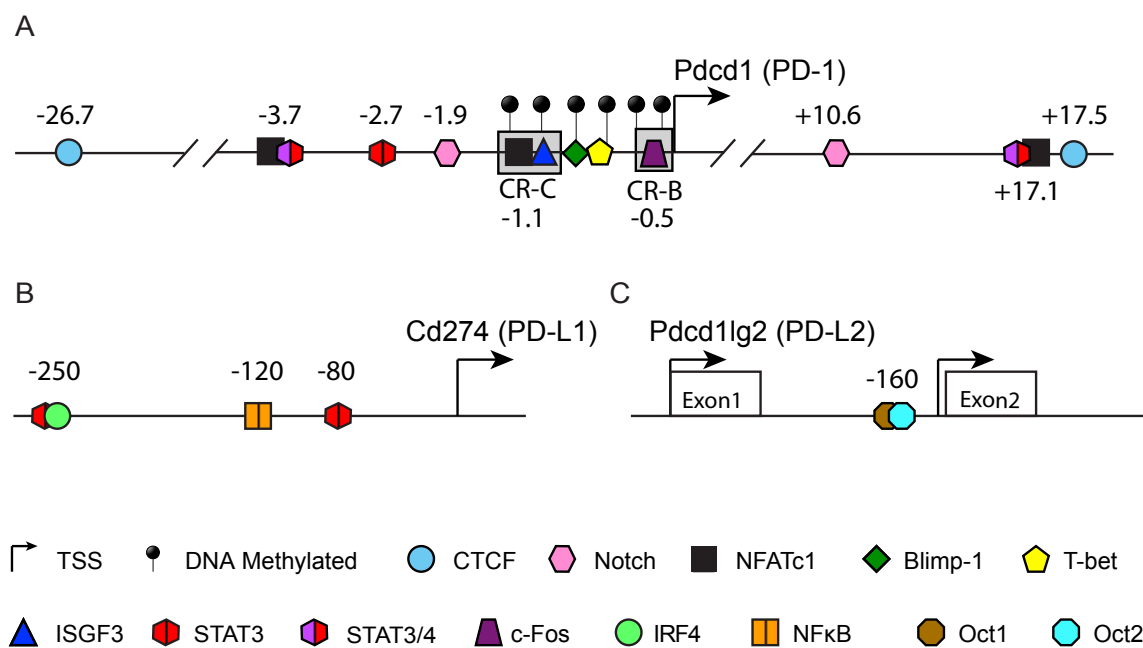 A
Pdcd1 (PD-1)
-26.7 -3.7 -2.7 -1.9 +10.6 +17.5
CR-C CR-B +17.1
-1.1 -0.5
B C
Cd274 (PD-L1) Pdcd1lg2 (PD-L2)
-250 -120 -80 -160
Exon1 Exon2
TSS DNA Methylated CTCF Notch NFATc1 Blimp-1 T-bet
ISGF3 STAT3 STAT3/4 c-Fos IRF4 NFκB Oct1 Oct2